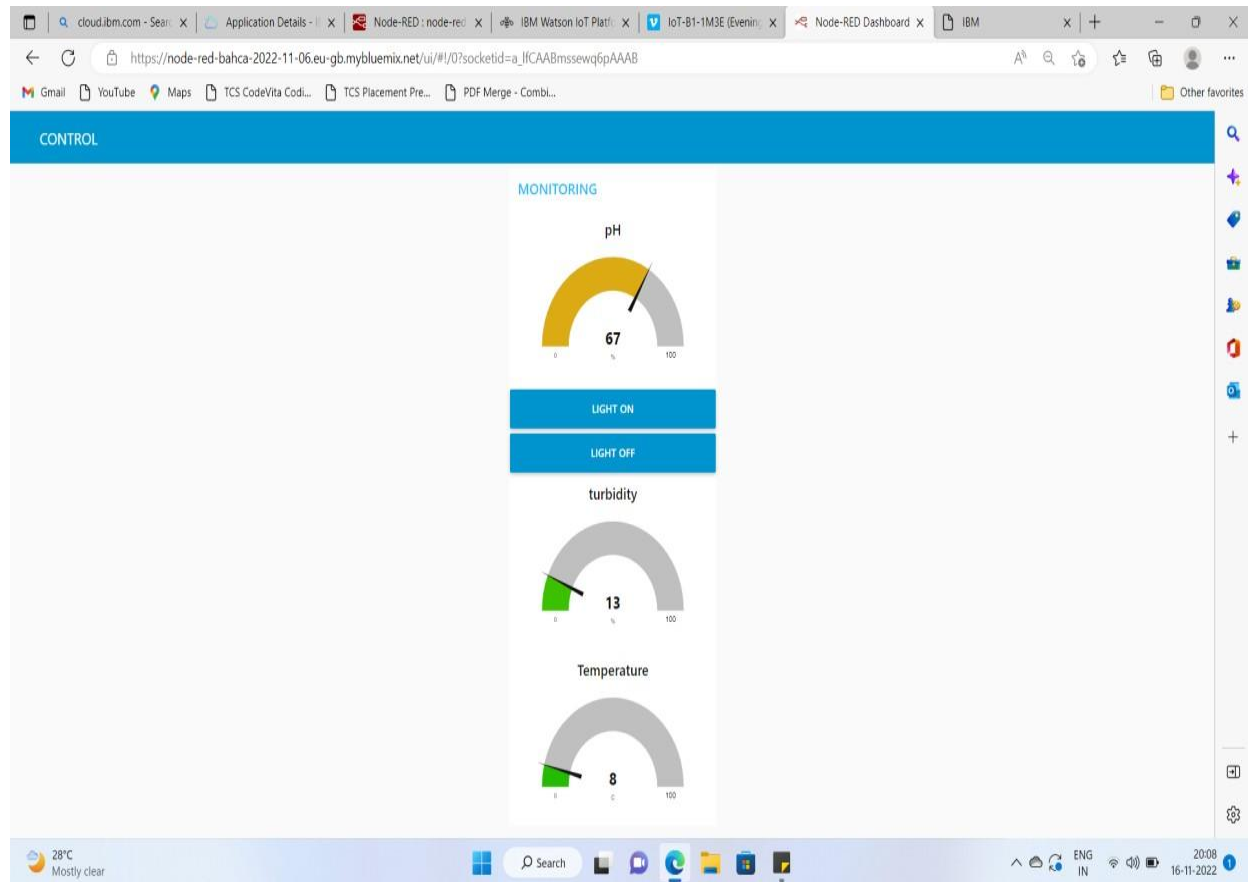 cloud.ibm.com - Sear
Application Details - I
Node-RED : node-red
IBM Watson IoT Platf
IoT-B1-1M3E (Evening
Node-RED Dashboard
IBM
https://node-red-bahca-2022-11-06.eu-gb.mybluemix.net/ui/#!/0?socketid=a_lfCAABmssewq6pAAAB
Gmail YouTube Maps TCS CodeVita Codi... TCS Placement Pre... PDF Merge - Combi... Other favorites
CONTROL
MONITORING
pH
67
0 % 100
LIGHT ON
LIGHT OFF
turbidity
13
0 % 100
Temperature
8
0 C 100
28°C
Mostly clear
Search
ENG
IN
20:08
16-11-2022
1